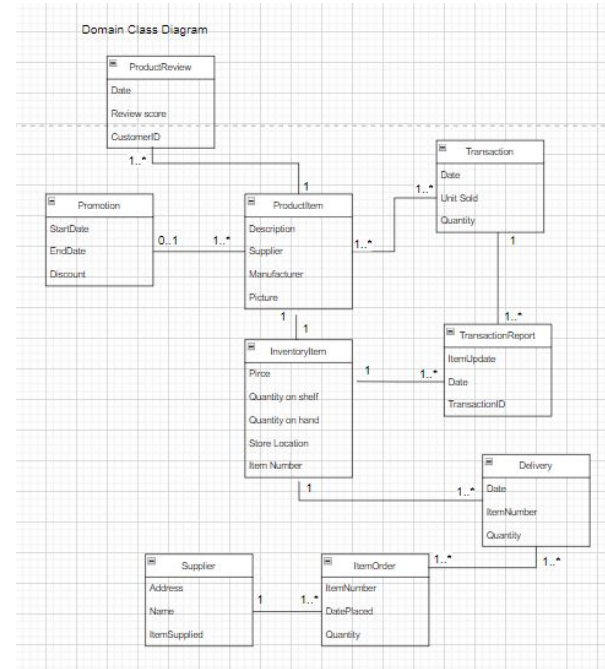 Domain Class Diagram
ProductReview
Date
Review score
CustomerID
1..*
1
Promotion
StartDate
EndDate
Discount
0..1
1..*
ProductItem
Description
Supplier
Manufacturer
Picture
1..*
1..*
Transaction
Date
Unit Sold
Quantity
1
1..*
1
1
InventoryItem
Pirce
Quantity on shelf
Quantity on hand
Store Location
Item Number
1
1..*
TransactionReport
ItemUpdate
Date
TransactionID
1
1..*
Delivery
Date
ItemNumber
Quantity
1..*
1..*
Supplier
Address
Name
ItemSupplied
1
1..*
ItemOrder
ItemNumber
DatePlaced
Quantity